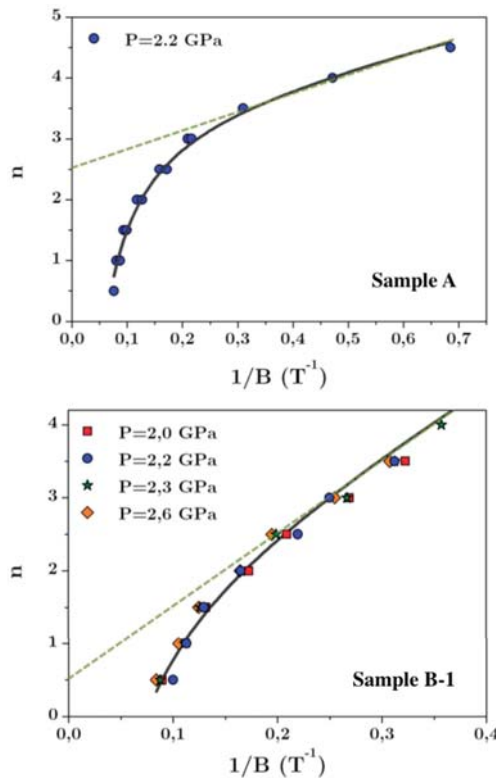 5
P=2.2 GPa
4
3
n
2
1
Sample A
0
0,0 0,1 0,2 0,3 0,4 0,5 0,6 0,7
1/B (T⁻¹)
4
P=2,0 GPa
P=2,2 GPa
P=2,3 GPa
3
P=2,6 GPa
n
2
1
Sample B-1
0
0,0 0,1 0,2 0,3 0,4
1/B (T⁻¹)